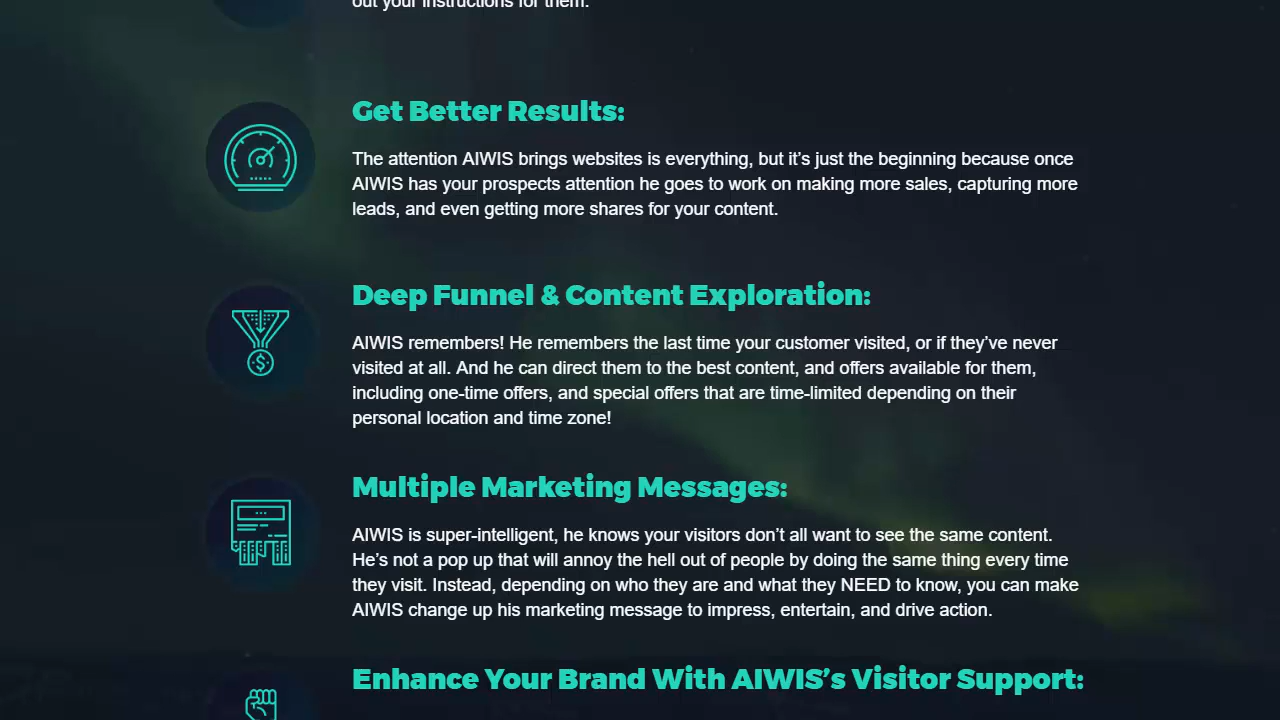 out your instructions for them.
Get Better Results:
The attention AIWIS brings websites is everything, but it’s just the beginning because once
AIWIS has your prospects attention he goes to work on making more sales, capturing more
leads, and even getting more shares for your content.
Deep Funnel & Content Exploration:
AIWIS remembers! He remembers the last time your customer visited, or if they’ve never
visited at all. And he can direct them to the best content, and offers available for them,
including one-time offers, and special offers that are time-limited depending on their
personal location and time zone!
Multiple Marketing Messages:
AIWIS is super-intelligent, he knows your visitors don’t all want to see the same content.
He’s not a pop up that will annoy the hell out of people by doing the same thing every time
they visit. Instead, depending on who they are and what they NEED to know, you can make
AIWIS change up his marketing message to impress, entertain, and drive action.
Enhance Your Brand With AIWIS’s Visitor Support: